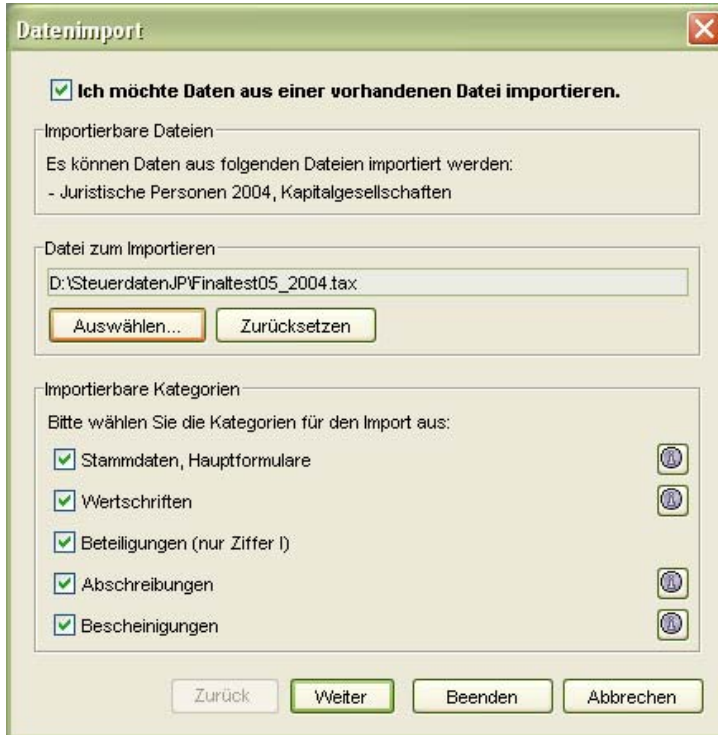 Datenimport
Ich möchte Daten aus einer vorhandenen Datei importieren.
Importierbare Dateien
Es können Daten aus folgenden Dateien importiert werden:
- Juristische Personen 2004, Kapitalgesellschaften
Datei zum Importieren
D:\SteuerdatenJP\Finaltest05_2004.tax
Auswählen... Zurücksetzen
Importierbare Kategorien
Bitte wählen Sie die Kategorien für den Import aus:
Stammdaten, Hauptformulare
Wertschriften
Beteiligungen (nur Ziffer I)
Abschreibungen
Bescheinigungen
Zurück Weiter Beenden Abbrechen